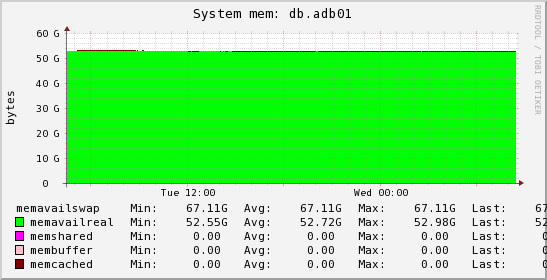 System mem: db.adb01
RRDTOOL / TOBI OETIKER
bytes
60 G
50 G
40 G
30 G
20 G
10 G
0
Tue 12:00 Wed 00:00
memavailswap Min: 67.11G Avg: 67.11G Max: 67.11G Last: 67
memavailreal Min: 52.55G Avg: 52.72G Max: 52.98G Last: 52
memshared Min: 0.00 Avg: 0.00 Max: 0.00 Last: 0
membuffer Min: 0.00 Avg: 0.00 Max: 0.00 Last: 0
memcached Min: 0.00 Avg: 0.00 Max: 0.00 Last: 0